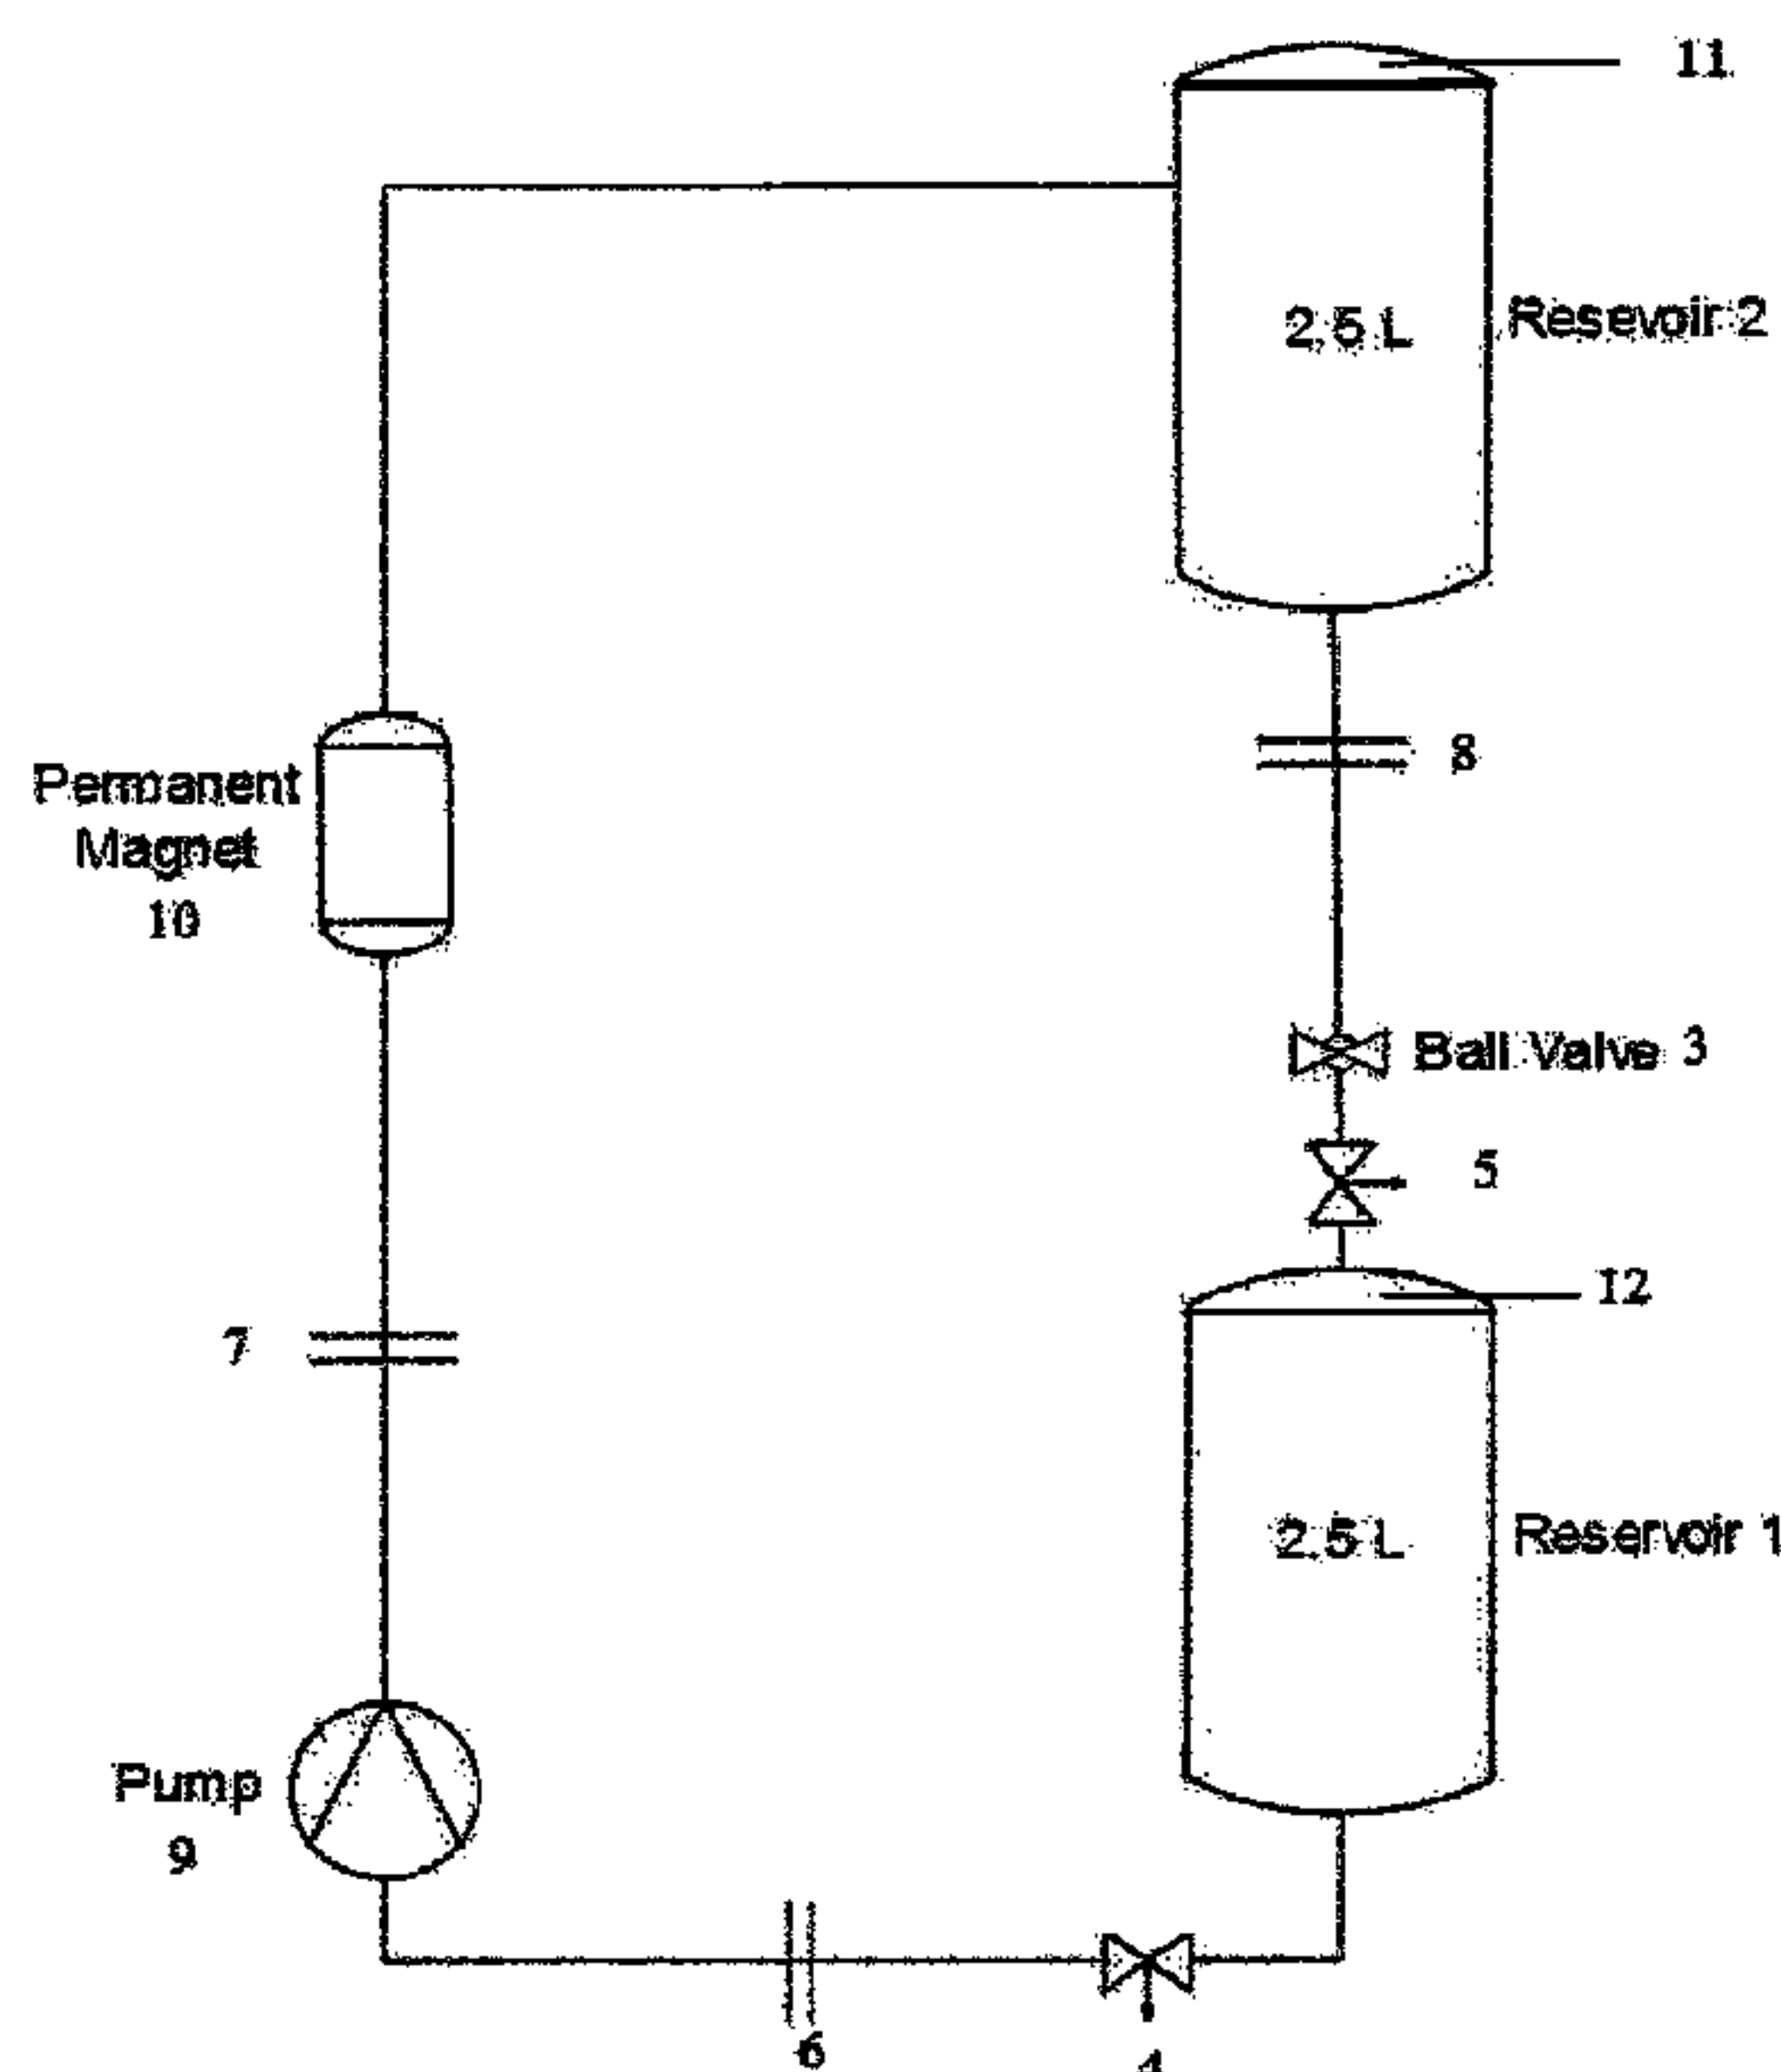 11
2.5 L
Resevoir 2
Permanent
Magnet
10
8
Ball Valve 3
5
12
7
2.5 L
Reservoir 1
Pump
9
6